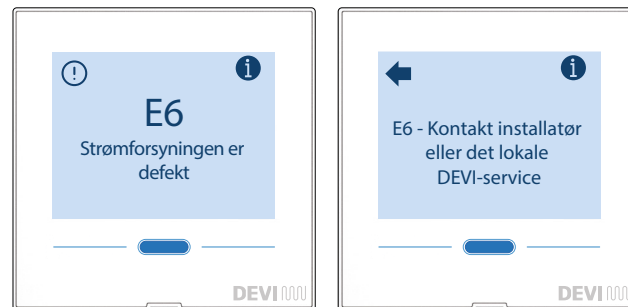 E6
Strømforsyningen er
defekt
DEVI
E6 - Kontakt installatør
eller det lokale
DEVI-service
DEVI